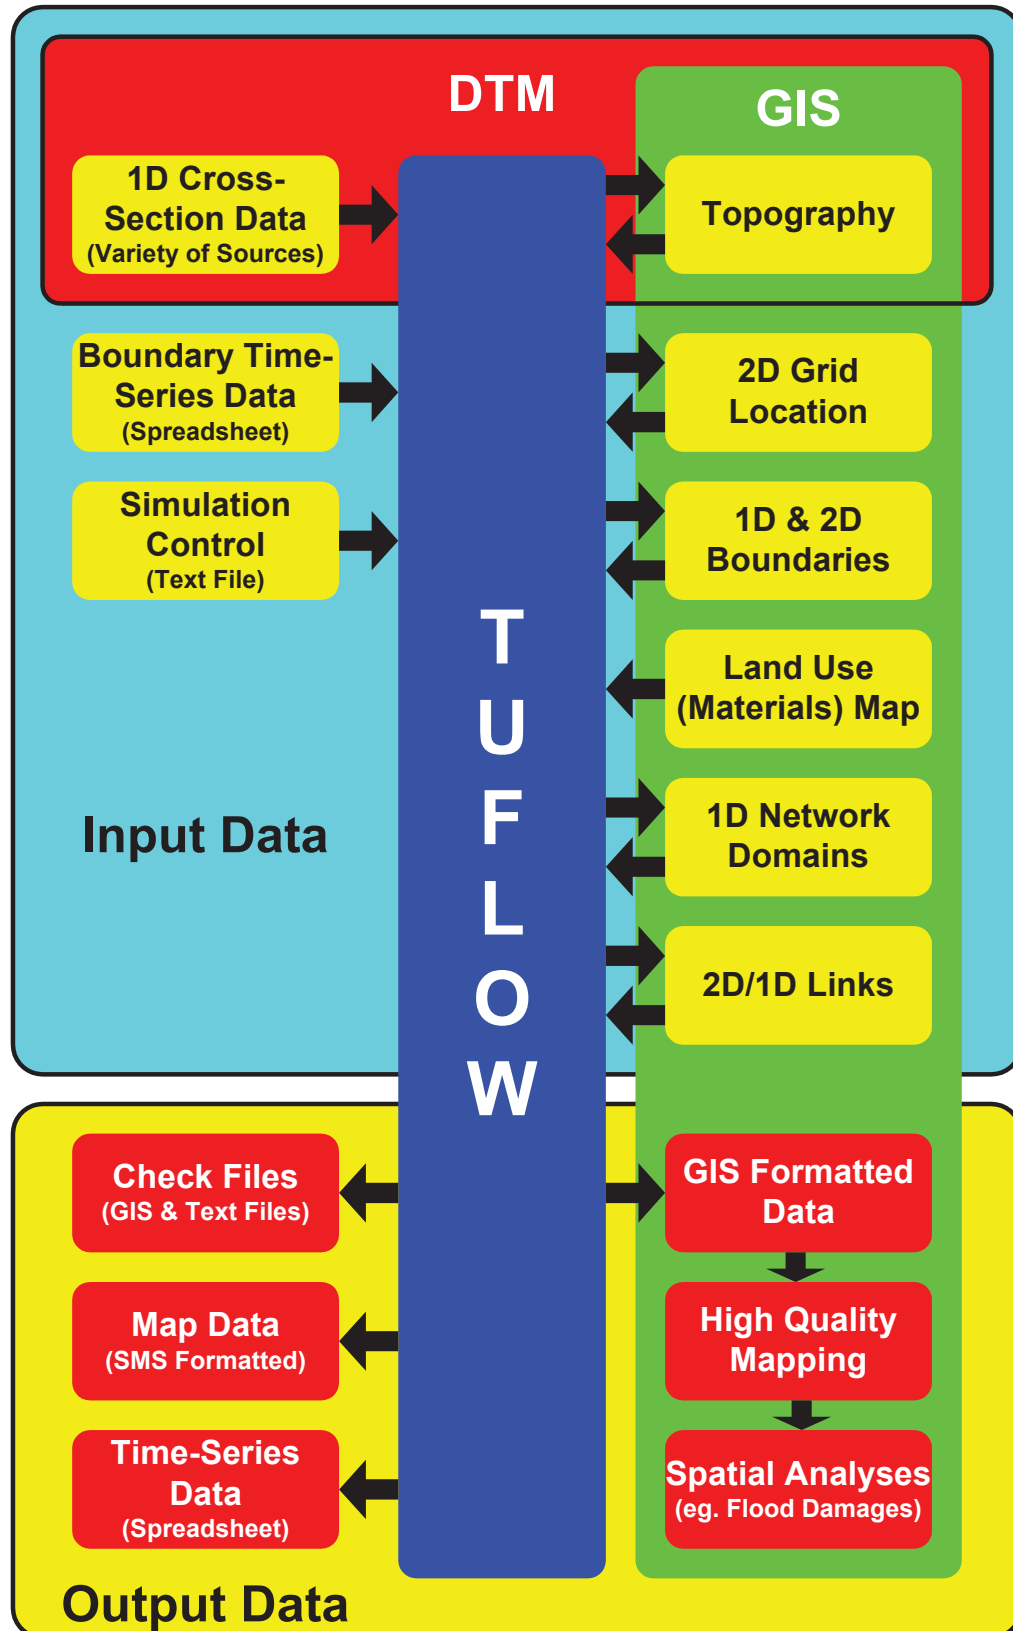 DTM
GIS
1D Cross-
Section Data
(Variety of Sources)
Topography
Boundary Time-
Series Data
(Spreadsheet)
2D Grid
Location
Simulation
Control
(Text File)
1D & 2D
Boundaries
Land Use
(Materials) Map
Input Data
1D Network
Domains
2D/1D Links
T
U
F
L
O
W
Check Files
(GIS & Text Files)
GIS Formatted
Data
Map Data
(SMS Formatted)
High Quality
Mapping
Time-Series
Data
(Spreadsheet)
Spatial Analyses
(eg. Flood Damages)
Output Data